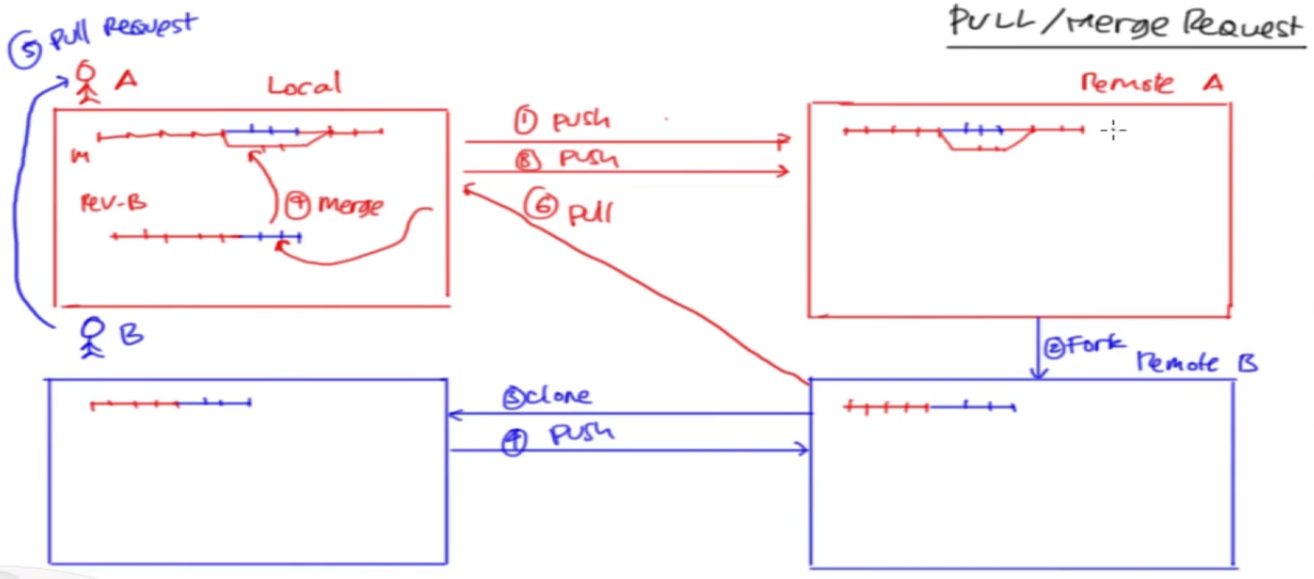 PULL/Merge Request
⑤ Pull Request
A
Local
Remote A
① PUSH
⑧ PUSH
M
Rev-B
⑦ Merge
⑥ Pull
B
② Fork
Remote B
③ clone
④ PUSH